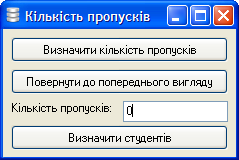 Кількість пропусків
Визначити кількість пропусків
Повернути до попереднього вигляду
Кількість пропусків: 0
Визначити студентів